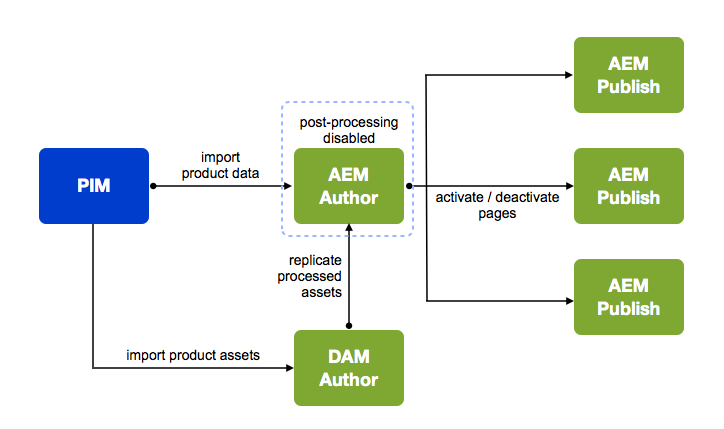 AEM
Publish
post-processing
disabled
import
product data
PIM
AEM
Author
AEM
Publish
activate / deactivate
pages
replicate
processed
assets
AEM
Publish
import product assets
DAM
Author